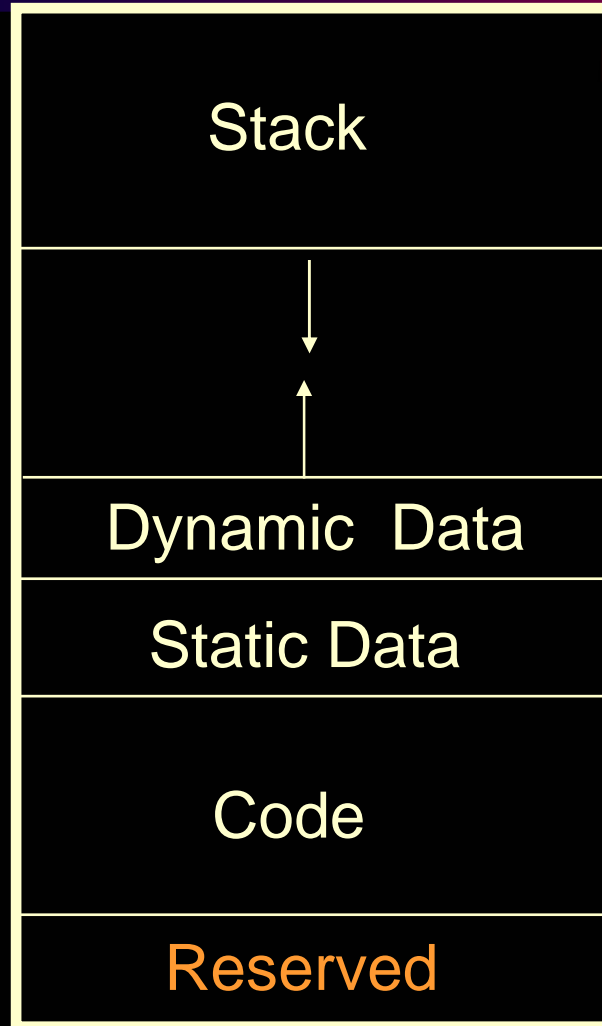 Stack
Dynamic Data
Static Data
Code
Reserved